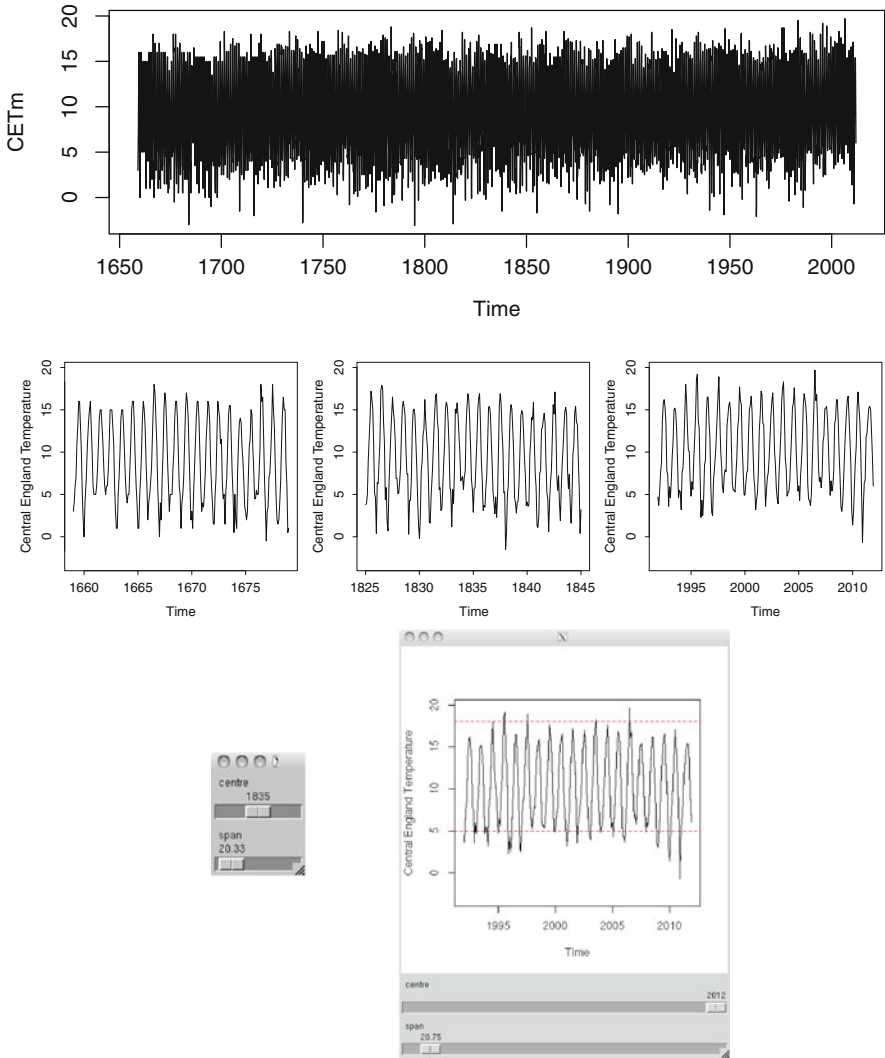 CETm
20
15
10
5
0
1650 1700 1750 1800 1850 1900 1950 2000
Time
Central England Temperature
20
15
10
5
0
1660 1665 1670 1675
Time
Central England Temperature
20
15
10
5
0
1825 1830 1835 1840 1845
Time
Central England Temperature
20
15
10
5
0
1995 2000 2005 2010
Time
centre
1835
span
20.33
Central England Temperature
20
15
10
5
0
1995 2000 2005 2010
Time
centre
2012
span
20.75